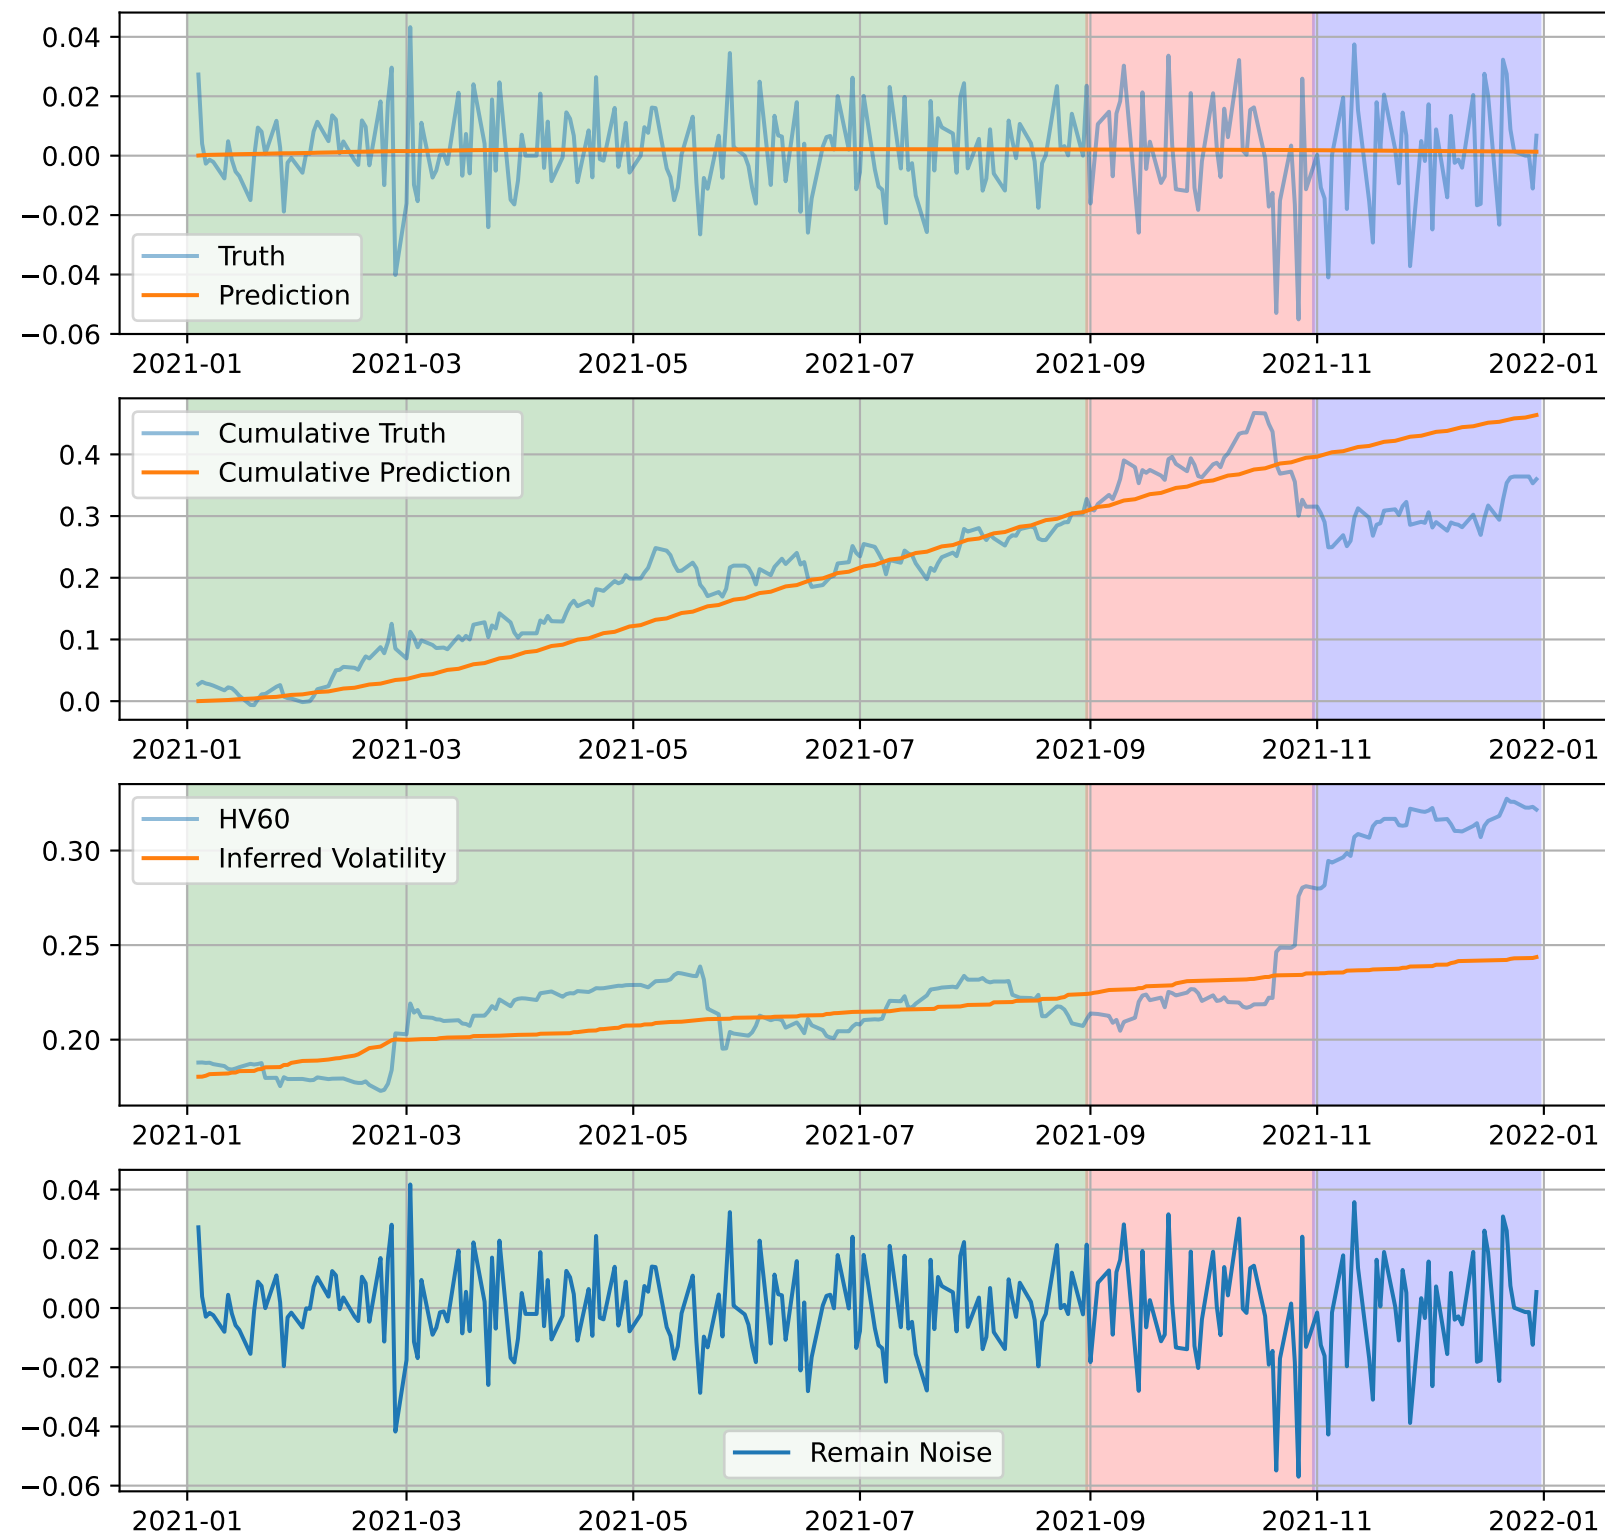 0.04
0.02
0.00
−0.02
−0.04
−0.06
Truth
Prediction
2021-01 2021-03 2021-05 2021-07 2021-09 2021-11 2022-01
0.4
0.3
0.2
0.1
0.0
Cumulative Truth
Cumulative Prediction
2021-01 2021-03 2021-05 2021-07 2021-09 2021-11 2022-01
0.30
0.25
0.20
HV60
Inferred Volatility
2021-01 2021-03 2021-05 2021-07 2021-09 2021-11 2022-01
0.04
0.02
0.00
−0.02
−0.04
−0.06
Remain Noise
2021-01 2021-03 2021-05 2021-07 2021-09 2021-11 2022-01